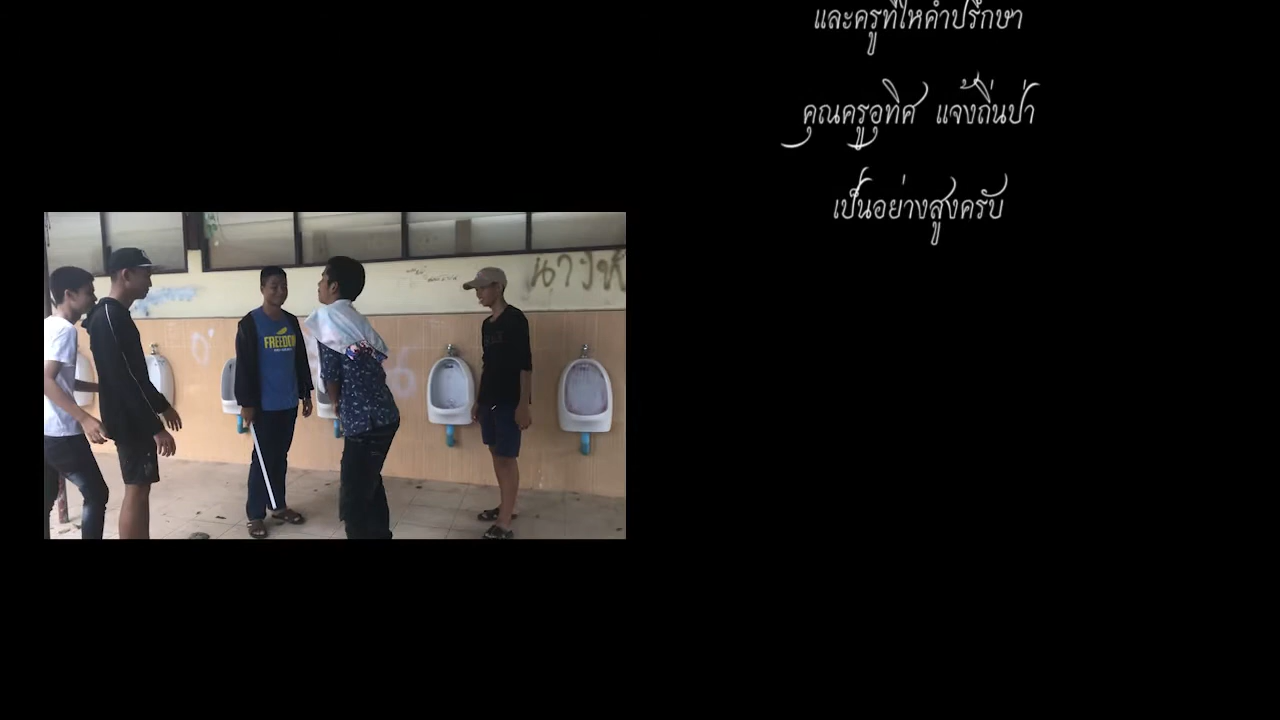 และครูที่ให้คำปรึกษา
คุณครูอุทิศ แจ้งถิ่นป่า
เป็นอย่างสูงครับ
FREEDOM